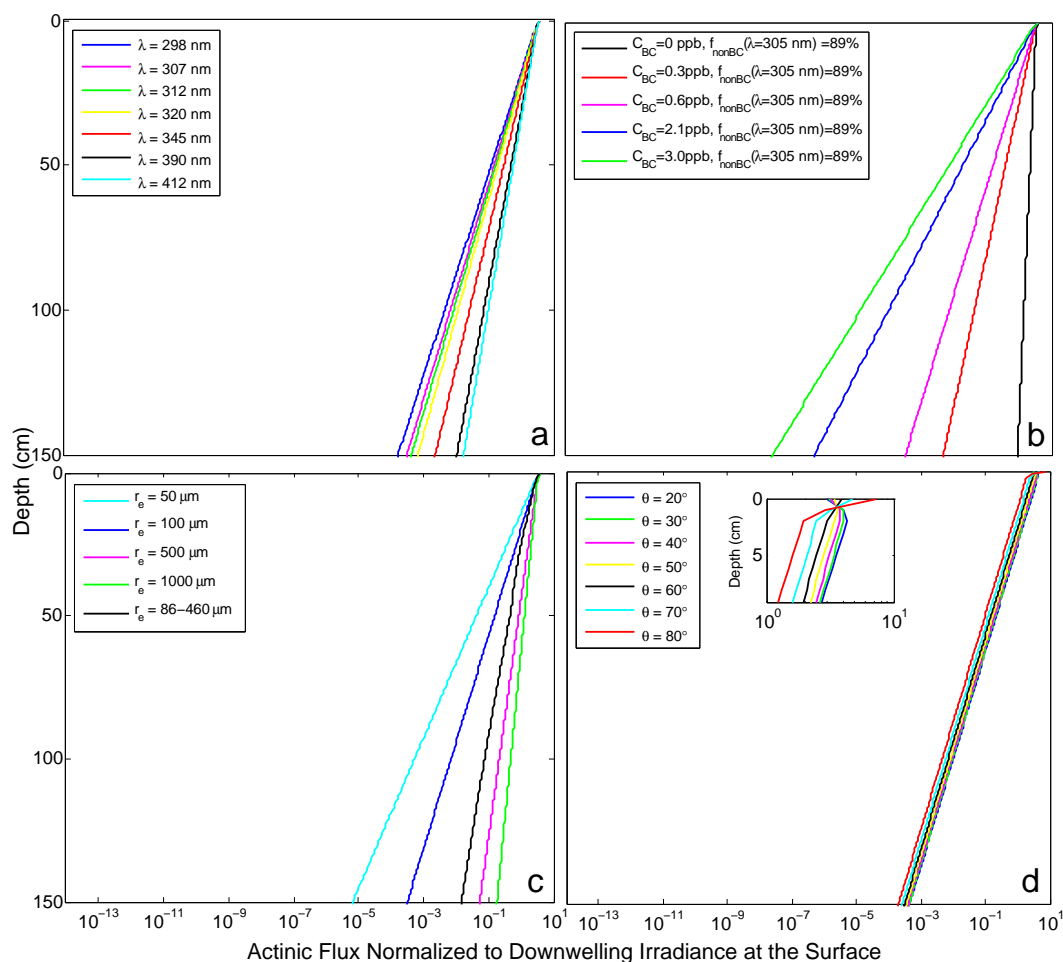 0
50
100
150
λ = 298 nm
λ = 307 nm
λ = 312 nm
λ = 320 nm
λ = 345 nm
λ = 390 nm
λ = 412 nm
a
C_BC=0 ppb, f_nonBC(λ=305 nm) =89%
C_BC=0.3ppb, f_nonBC(λ=305 nm)=89%
C_BC=0.6ppb, f_nonBC(λ=305 nm)=89%
C_BC=2.1ppb, f_nonBC(λ=305 nm)=89%
C_BC=3.0ppb, f_nonBC(λ=305 nm)=89%
b
Depth (cm)
0
50
100
150
r_e = 50 μm
r_e = 100 μm
r_e = 500 μm
r_e = 1000 μm
r_e = 86−460 μm
c
10^−13 10^−11 10^−9 10^−7 10^−5 10^−3 10^−1 10^1
θ = 20°
θ = 30°
θ = 40°
θ = 50°
θ = 60°
θ = 70°
θ = 80°
Depth (cm)
0
5
10^0 10^1
d
10^−13 10^−11 10^−9 10^−7 10^−5 10^−3 10^−1 10^1
Actinic Flux Normalized to Downwelling Irradiance at the Surface